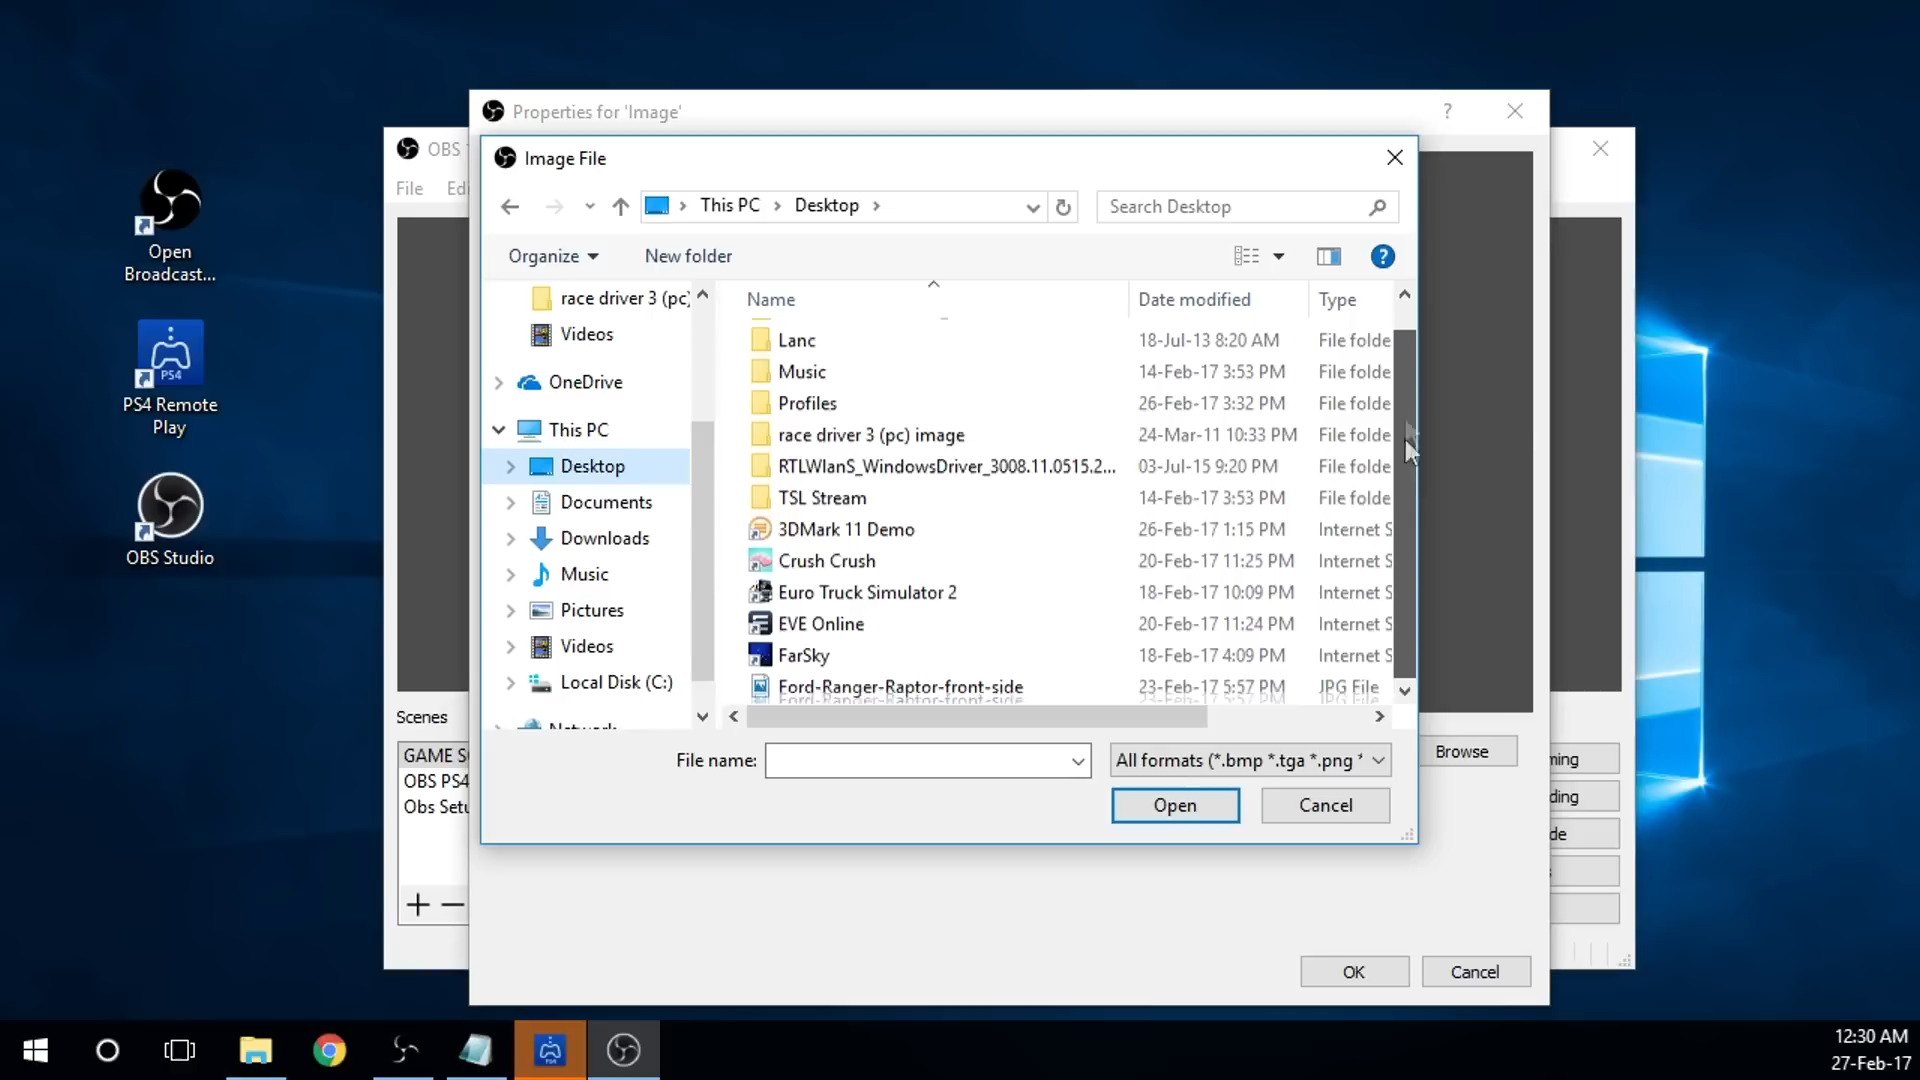 Properties for 'Image'
?
OBS
Image File
File
This PC
Desktop
Search Desktop
Organize
New folder
?
Name
Date modified
Type
race driver 3 (pc)
Videos
OneDrive
This PC
Desktop
Documents
Downloads
Music
Pictures
Videos
Local Disk (C:)
Network
Lanc 18-Jul-13 8:20 AM File folde
Music 14-Feb-17 3:53 PM File folde
Profiles 26-Feb-17 3:32 PM File folde
race driver 3 (pc) image 24-Mar-11 10:33 PM File folde
RTLWlanS_WindowsDriver_3008.11.0515.2... 03-Jul-15 9:20 PM File folde
TSL Stream 14-Feb-17 3:53 PM File folde
3DMark 11 Demo 26-Feb-17 1:15 PM Internet S
Crush Crush 20-Feb-17 11:25 PM Internet S
Euro Truck Simulator 2 18-Feb-17 10:09 PM Internet S
EVE Online 20-Feb-17 11:24 PM Internet S
FarSky 18-Feb-17 4:09 PM Internet S
Ford-Ranger-Raptor-front-side 23-Feb-17 5:57 PM JPG File
File name:
All formats (*.bmp *.tga *.png *
Open
Cancel
Browse
Scenes
GAME S
OBS PS4
Obs Setu
ming
ding
de
OK
Cancel
Open
Broadcast...
PS4
PS4 Remote
Play
OBS Studio
12:30 AM
27-Feb-17